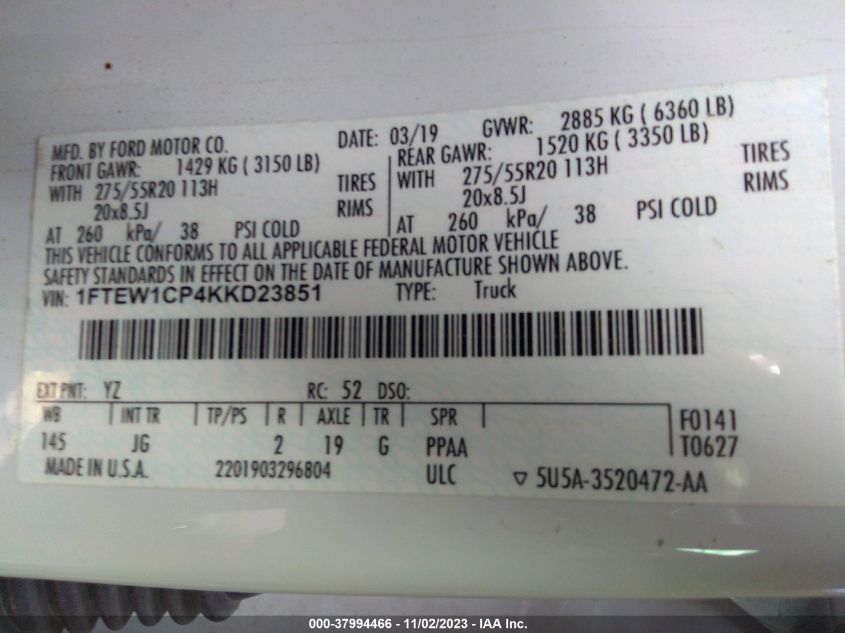 MFD. BY FORD MOTOR CO. DATE: 03/19 GVWR: 2885 KG ( 6360 LB)
FRONT GAWR: 1429 KG ( 3150 LB) REAR GAWR: 1520 KG ( 3350 LB)
WITH 275/55R20 113H TIRES WITH 275/55R20 113H TIRES
20x8.5J RIMS 20x8.5J RIMS
AT 260 kPa/ 38 PSI COLD AT 260 kPa/ 38 PSI COLD
THIS VEHICLE CONFORMS TO ALL APPLICABLE FEDERAL MOTOR VEHICLE
SAFETY STANDARDS IN EFFECT ON THE DATE OF MANUFACTURE SHOWN ABOVE.
VIN: 1FTEW1CP4KKD23851 TYPE: Truck
EXT PNT: YZ RC: 52 DSO:
WB INT TR TP/PS R AXLE TR SPR F0141
145 JG 2 19 G PPAA T0627
MADE IN U.S.A. 2201903296804 ULC 5U5A-3520472-AA
000-37994466 - 11/02/2023 - IAA Inc.